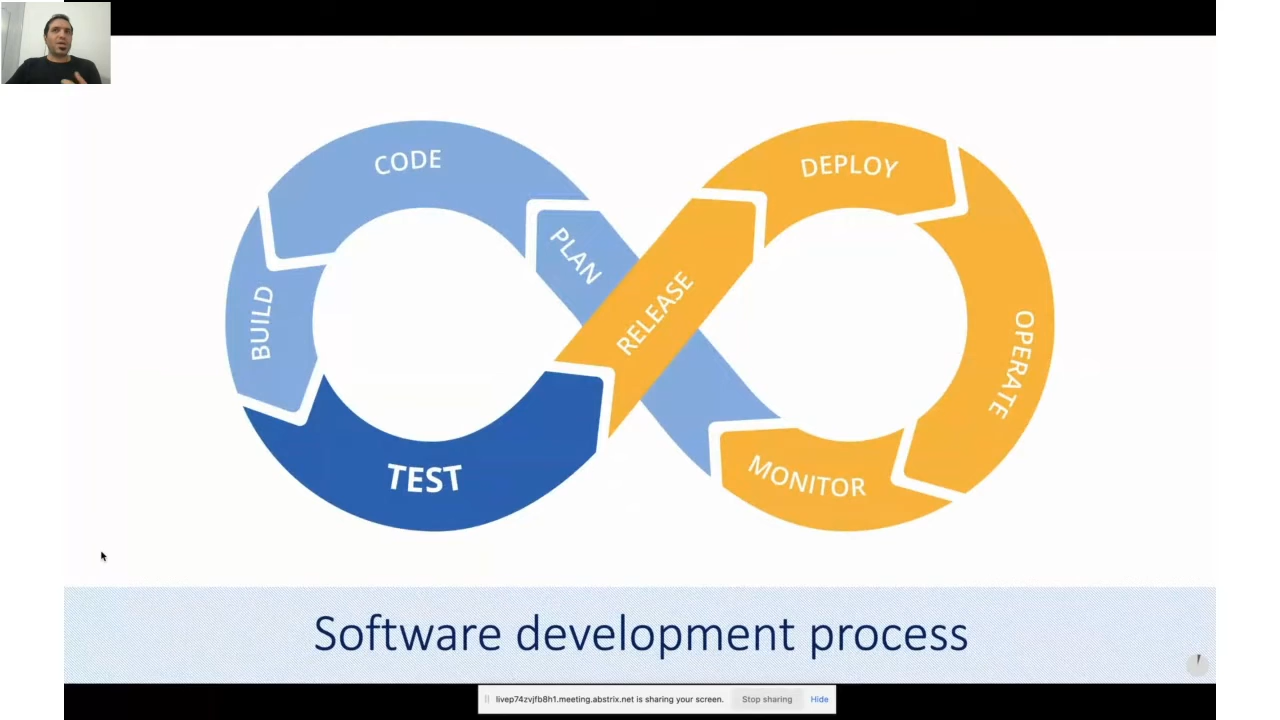 CODE
DEPLOY
PLAN
RELEASE
BUILD
OPERATE
TEST
MONITOR
Software development process
livep74zvjfb8h1.meeting.abstrix.net is sharing your screen. Stop sharing Hide